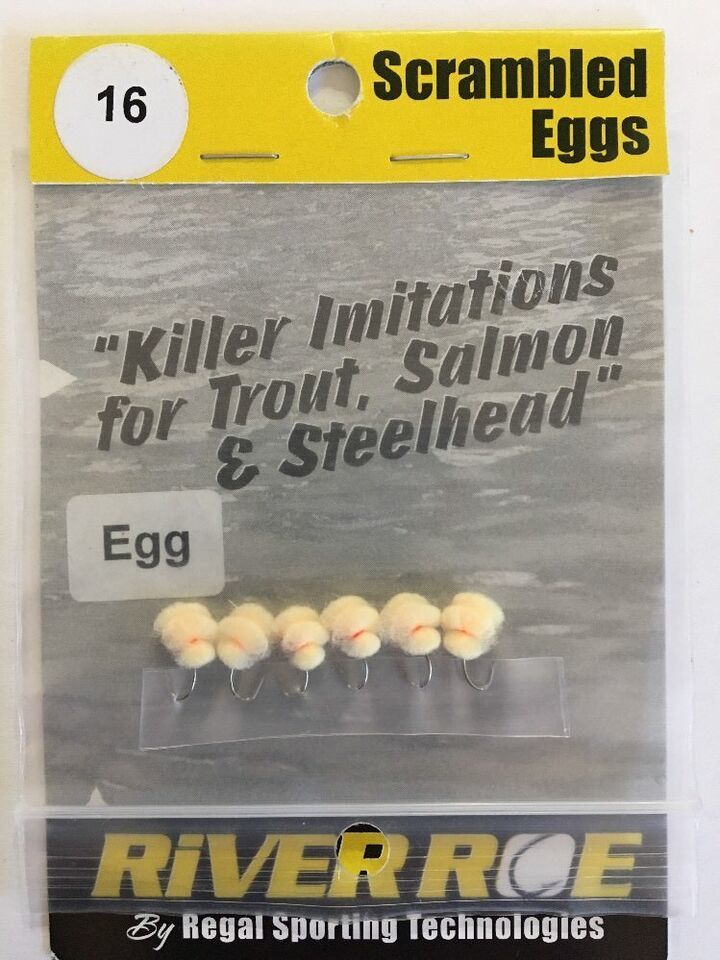 16
Scrambled
Eggs
"Killer Imitations
for Trout, Salmon
& Steelhead"
Egg
RiVER ROE
By Regal Sporting Technologies